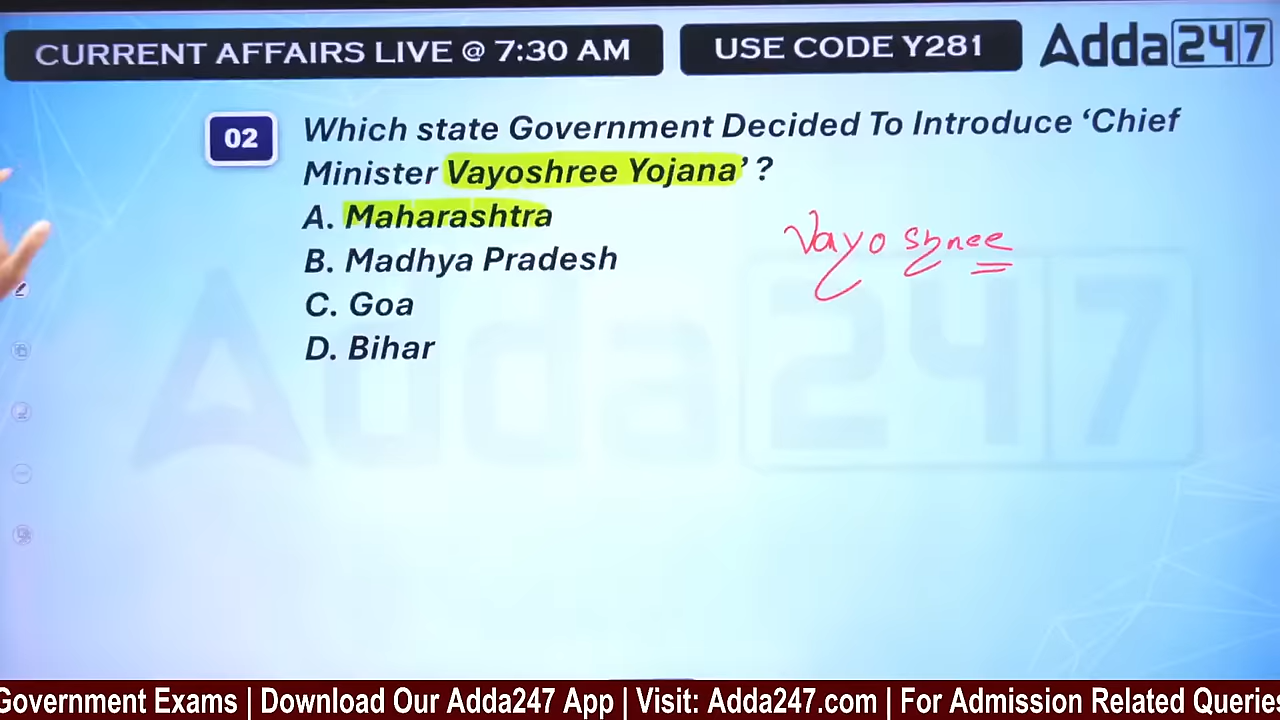 CURRENT AFFAIRS LIVE @ 7:30 AM
USE CODE Y281
Adda247
02
Which state Government Decided To Introduce ‘Chief
Minister Vayoshree Yojana’ ?
A. Maharashtra
B. Madhya Pradesh
C. Goa
D. Bihar
Vayo shree
Adda247
Government Exams | Download Our Adda247 App | Visit: Adda247.com | For Admission Related Queries